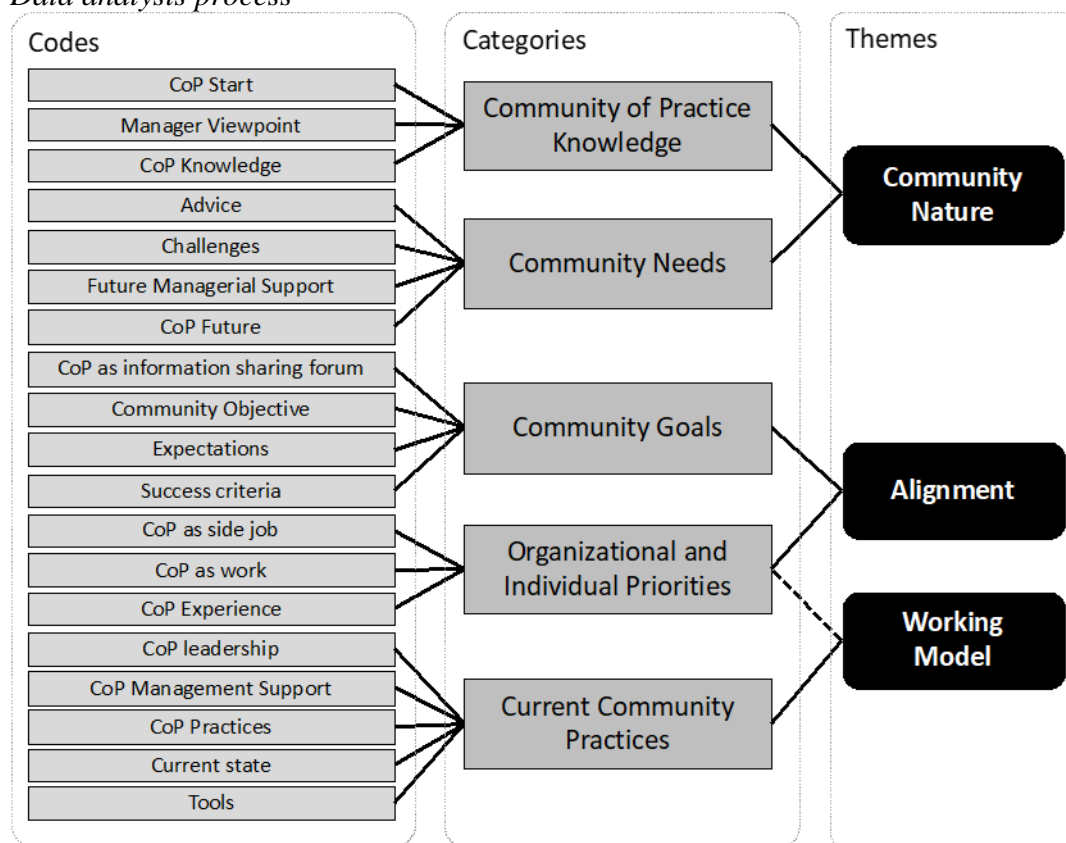 Data analysis process
Codes
CoP Start
Manager Viewpoint
CoP Knowledge
Advice
Challenges
Future Managerial Support
CoP Future
CoP as information sharing forum
Community Objective
Expectations
Success criteria
CoP as side job
CoP as work
CoP Experience
CoP leadership
CoP Management Support
CoP Practices
Current state
Tools
Categories
Community of Practice
Knowledge
Community Needs
Community Goals
Organizational and
Individual Priorities
Current Community
Practices
Themes
Community
Nature
Alignment
Working
Model